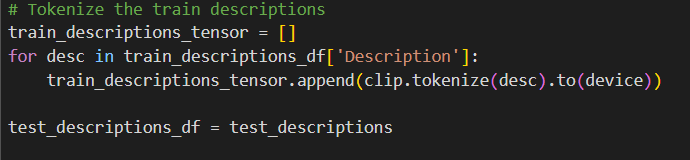 # Tokenize the train descriptions
train_descriptions_tensor = []
for desc in train_descriptions_df['Description']:
    train_descriptions_tensor.append(clip.tokenize(desc).to(device))

test_descriptions_df = test_descriptions